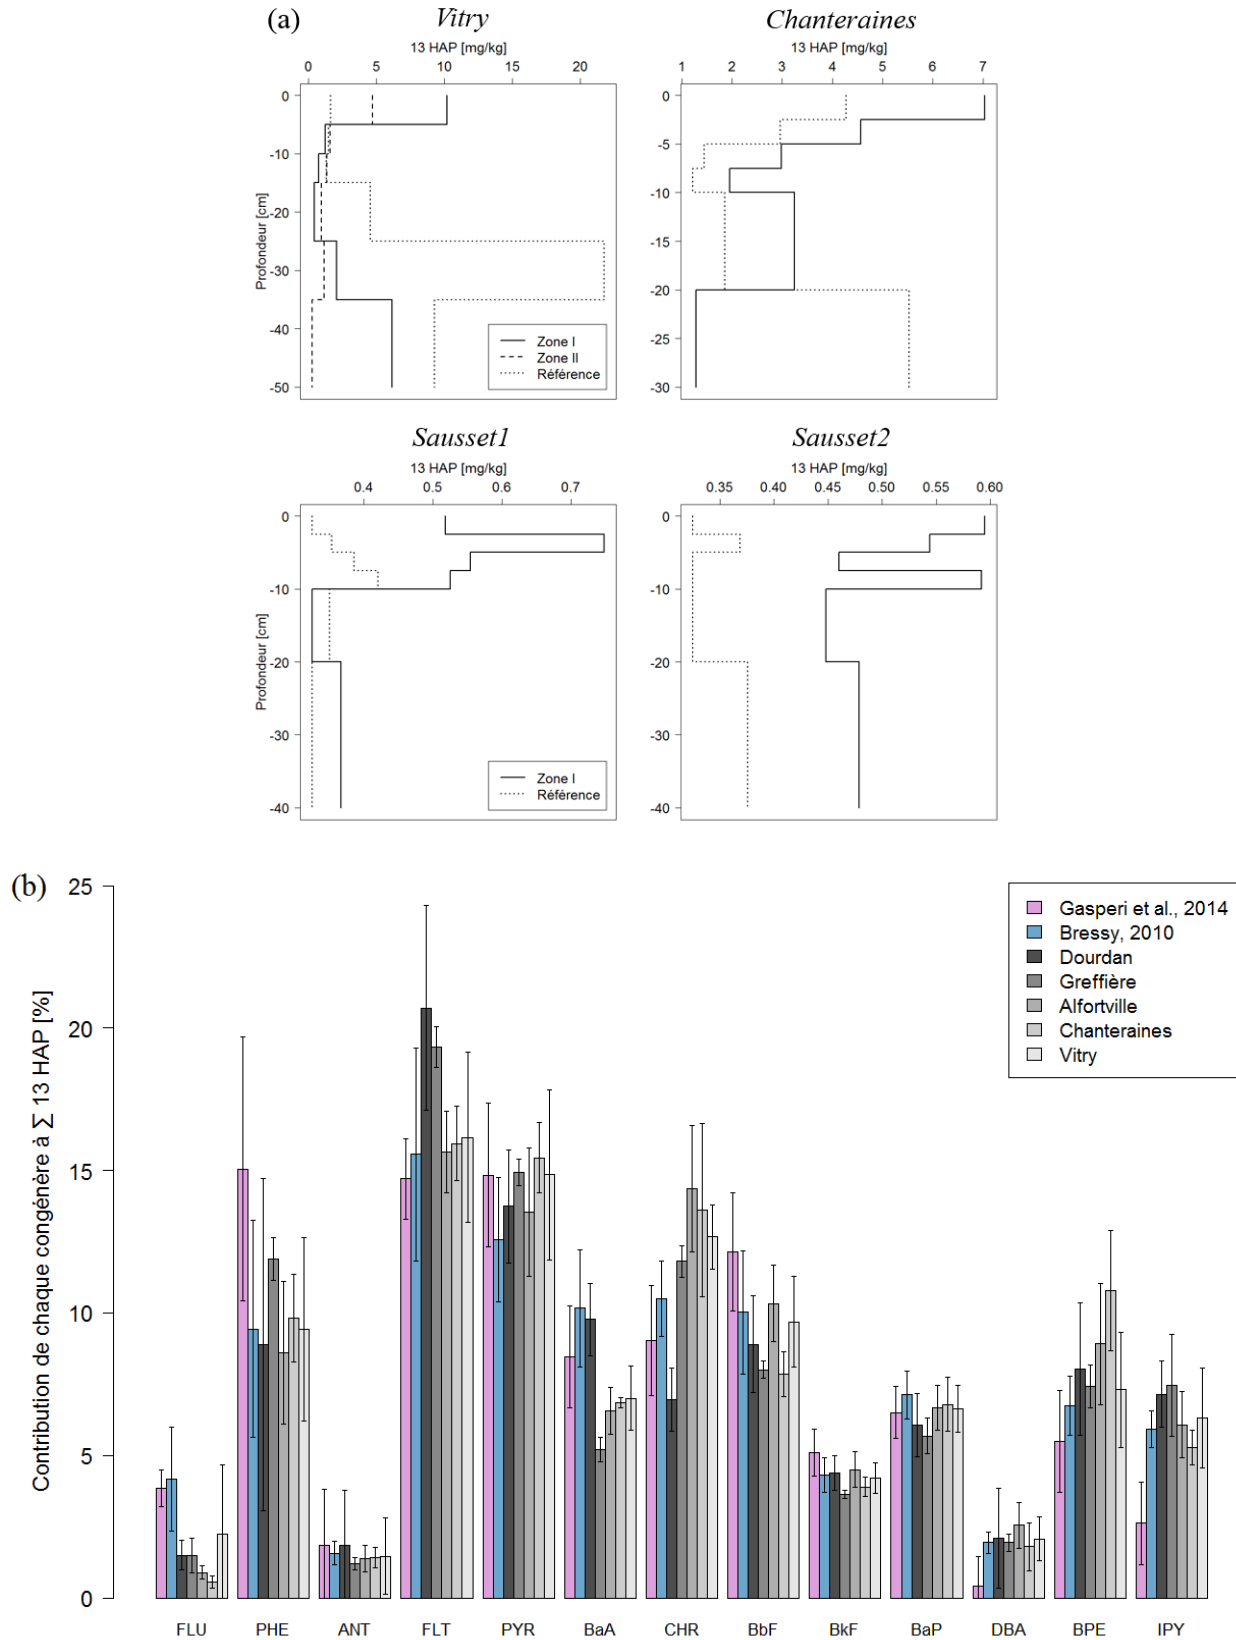 (a)
Vitry
13 HAP [mg/kg]
0 5 10 15 20
0
-10
-20
-30
-40
-50
Profondeur [cm]
Zone I
Zone II
Référence
Chanteraines
13 HAP [mg/kg]
1 2 3 4 5 6 7
0
-5
-10
-15
-20
-25
-30
Sausset1
13 HAP [mg/kg]
0.4 0.5 0.6 0.7
0
-10
-20
-30
-40
Profondeur [cm]
Zone I
Référence
Sausset2
13 HAP [mg/kg]
0.35 0.40 0.45 0.50 0.55 0.60
0
-10
-20
-30
-40
(b)
Contribution de chaque congénère à ∑ 13 HAP [%]
25
20
15
10
5
0
Gasperi et al., 2014
Bressy, 2010
Dourdan
Greffière
Alfortville
Chanteraines
Vitry
FLU PHE ANT FLT PYR BaA CHR BbF BkF BaP DBA BPE IPY